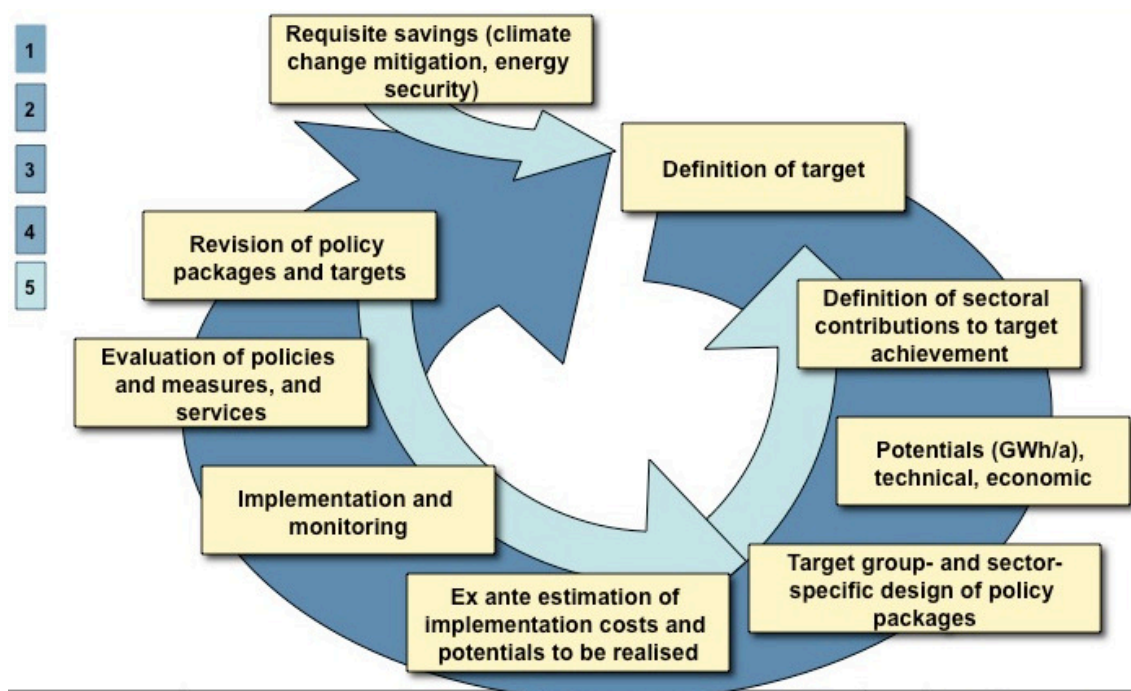 1
2
3
4
5
Requisite savings (climate
change mitigation, energy
security)
Definition of target
Definition of sectoral
contributions to target
achievement
Potentials (GWh/a),
technical, economic
Target group- and sector-
specific design of policy
packages
Ex ante estimation of
implementation costs and
potentials to be realised
Implementation and
monitoring
Evaluation of policies
and measures, and
services
Revision of policy
packages and targets